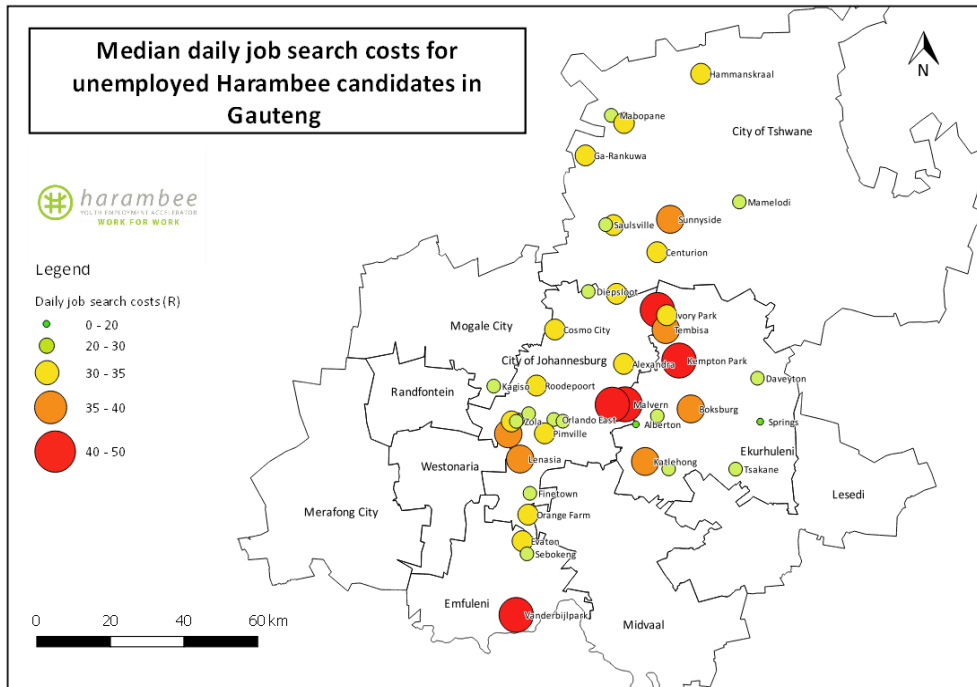 Median daily job search costs for
unemployed Harambee candidates in
Gauteng
N
harambee
YOUTH EMPLOYMENT ACCELERATOR
WORK FOR WORK
Legend
Daily job search costs (R)
0 - 20
20 - 30
30 - 35
35 - 40
40 - 50
Hammanskraal
Mabopane
City of Tshwane
Ga-Rankuwa
Mamelodi
Sunnyside
Saulsville
Centurion
Diepsloot
Ivory Park
Mogale City
Cosmo City
Tembisa
City of Johannesburg
Alexandra
Kempton Park
Daveyton
Randfontein
Kagiso
Roodepoort
Malvern
Boksburg
Zola
Orlando East
Alberton
Springs
Pimville
Ekurhuleni
Westonaria
Lenasia
Katlehong
Tsakane
Lesedi
Finetown
Merafong City
Orange Farm
Evaton
Sebokeng
Emfuleni
Vanderbijlpark
Midvaal
0 20 40 60 km